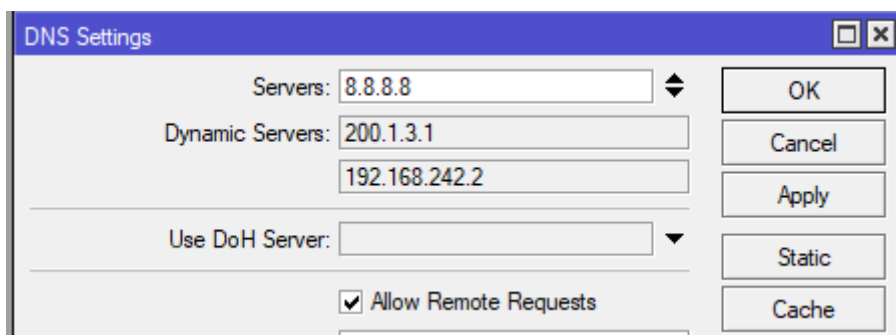 DNS Settings
Servers: 8.8.8.8
OK
Dynamic Servers: 200.1.3.1
Cancel
192.168.242.2
Apply
Use DoH Server:
Static
Allow Remote Requests
Cache